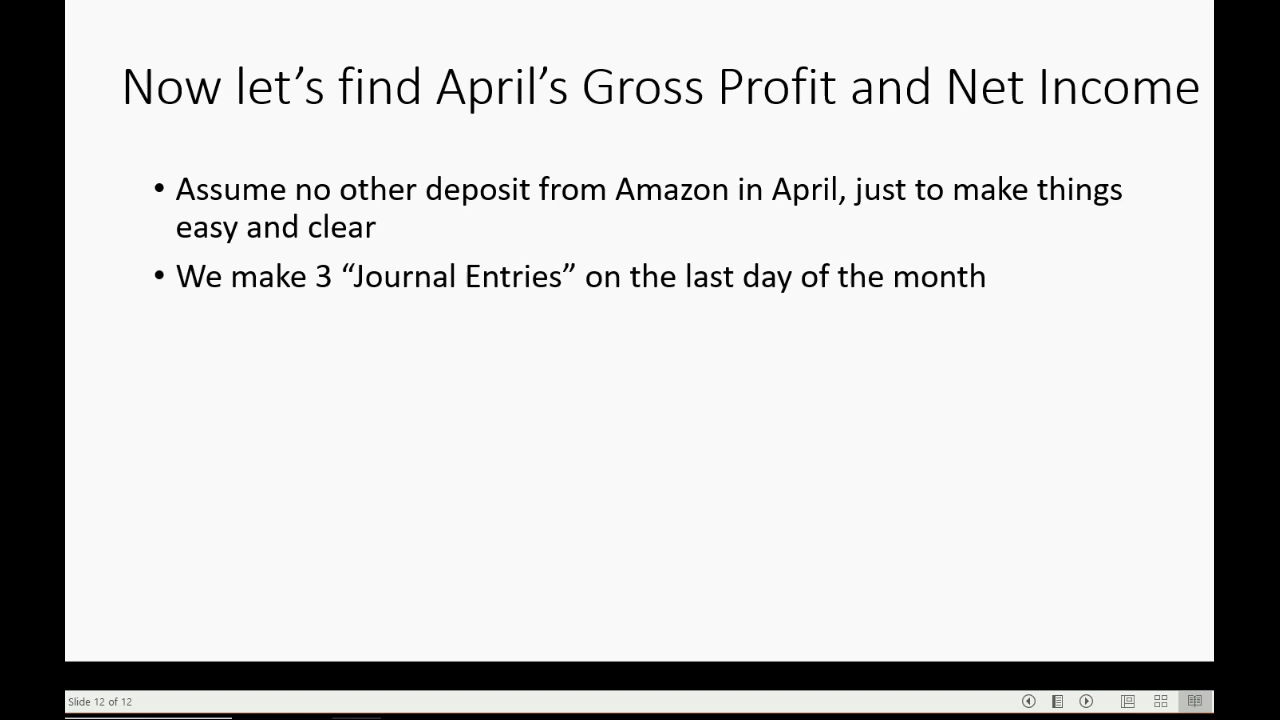 Now let’s find April’s Gross Profit and Net Income
• Assume no other deposit from Amazon in April, just to make things
easy and clear
• We make 3 “Journal Entries” on the last day of the month
Slide 12 of 12